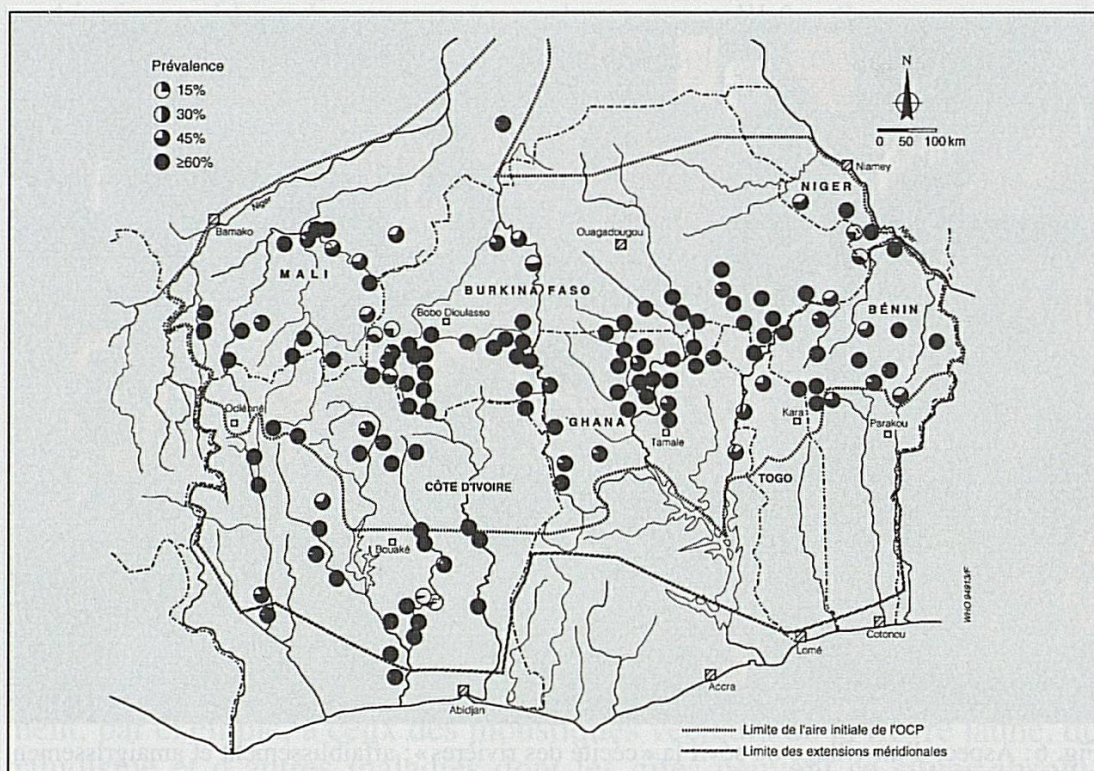 Prévalence
15%
30%
45%
≥60%
N
0 50 100 km
Niamey
NIGER
Niger
Niger
Bamako
Ouagadougou
MALI
BURKINA FASO
BÉNIN
Bobo Dioulasso
Odiénné
GHANA
Tamale
Kara
Parakou
CÔTE D'IVOIRE
TOGO
Bouaké
WHO 94913/F
Lomé
Cotonou
Accra
Abidjan
Limite de l'aire initiale de l'OCP
Limite des extensions méridionales